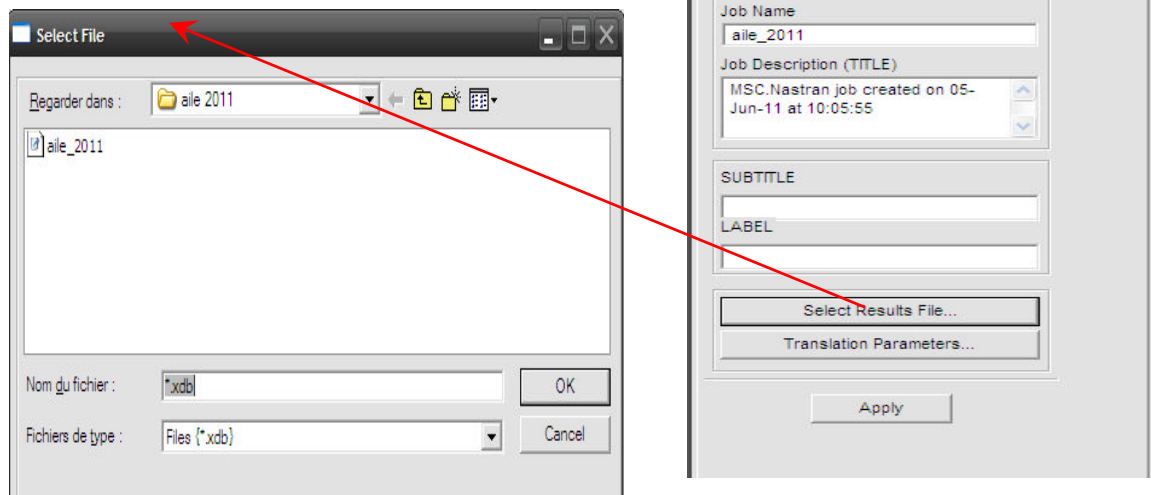 Select File
Regarder dans :
aile 2011
aile_2011
Nom du fichier :
*.xdb
OK
Fichiers de type :
Files {*.xdb}
Cancel
Job Name
aile_2011
Job Description (TITLE)
MSC.Nastran job created on 05-
Jun-11 at 10:05:55
SUBTITLE
LABEL
Select Results File...
Translation Parameters...
Apply